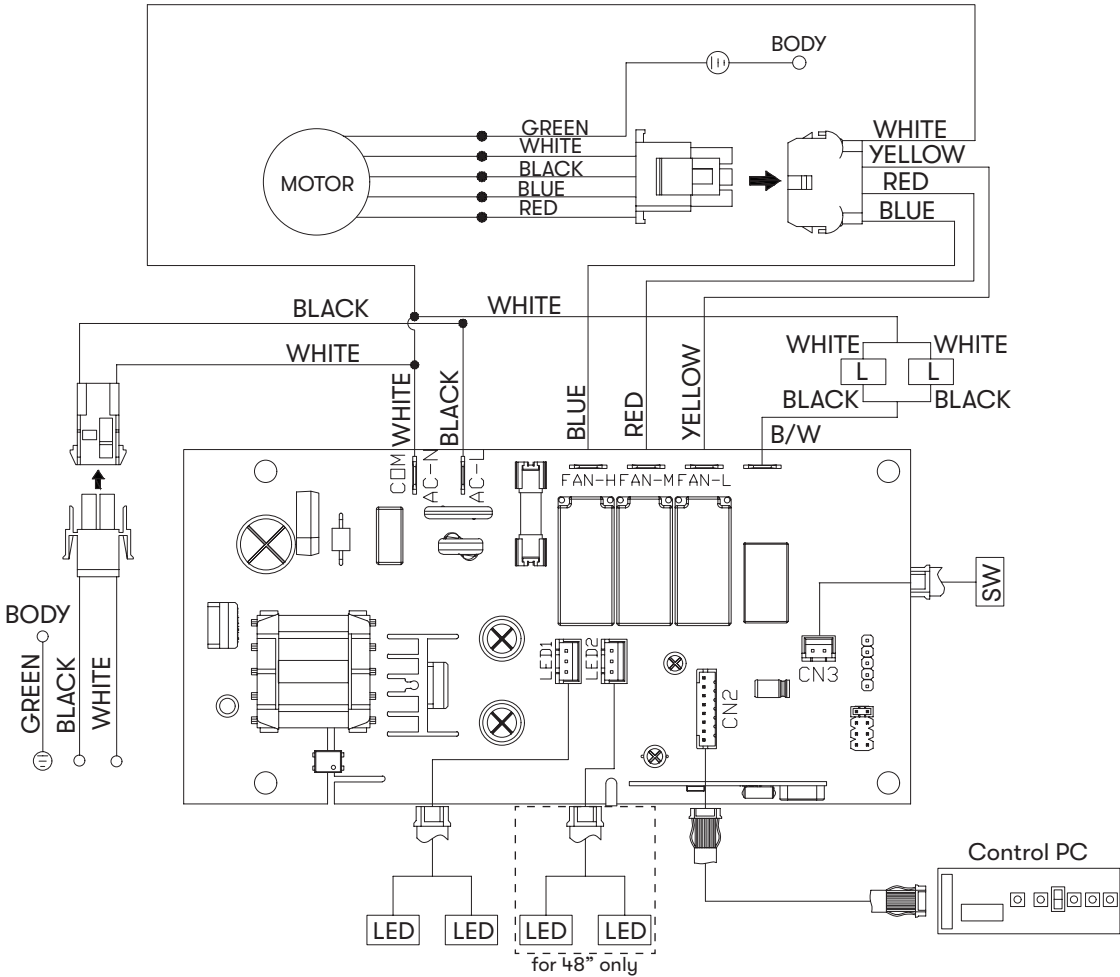 BODY
MOTOR
GREEN
WHITE
BLACK
BLUE
RED
WHITE
YELLOW
RED
BLUE
BLACK
WHITE
WHITE
WHITE
WHITE
L
L
BLACK
BLACK
B/W
WHITE
BLACK
BLUE
RED
YELLOW
COM
AC-N
AC-L
FAN-H
FAN-M
FAN-L
SW
BODY
GREEN
BLACK
WHITE
LED1
LED2
CN2
CN3
Control PC
LED
LED
LED
LED
for 48" only